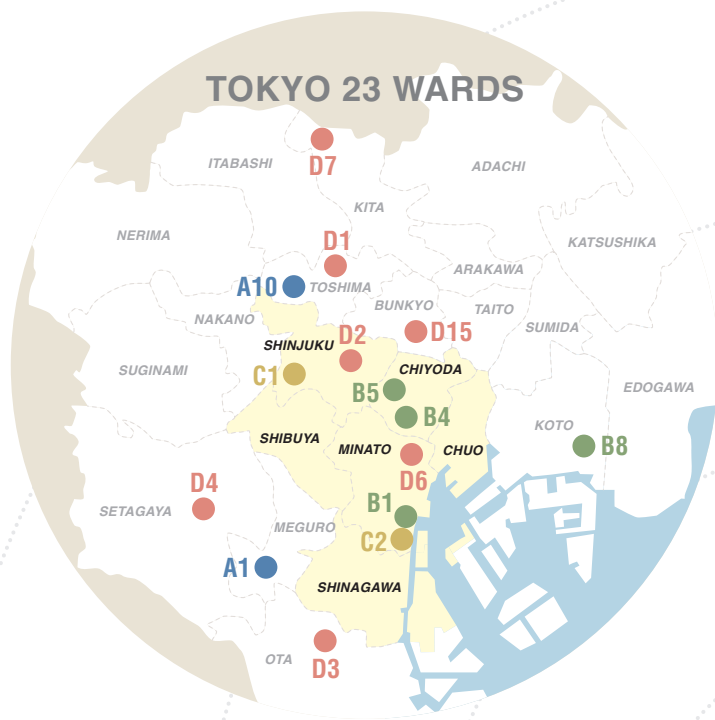 TOKYO 23 WARDS
ITABASHI
D7
ADACHI
KITA
NERIMA
D1
KATSUSHIKA
ARAKAWA
A10
TOSHIMA
BUNKYO
TAITO
NAKANO
SUMIDA
D2
D15
SHINJUKU
CHIYODA
SUGINAMI
C1
B5
EDOGAWA
B4
KOTO
SHIBUYA
MINATO
CHUO
B8
D6
D4
B1
SETAGAYA
MEGURO
C2
A1
SHINAGAWA
OTA
D3